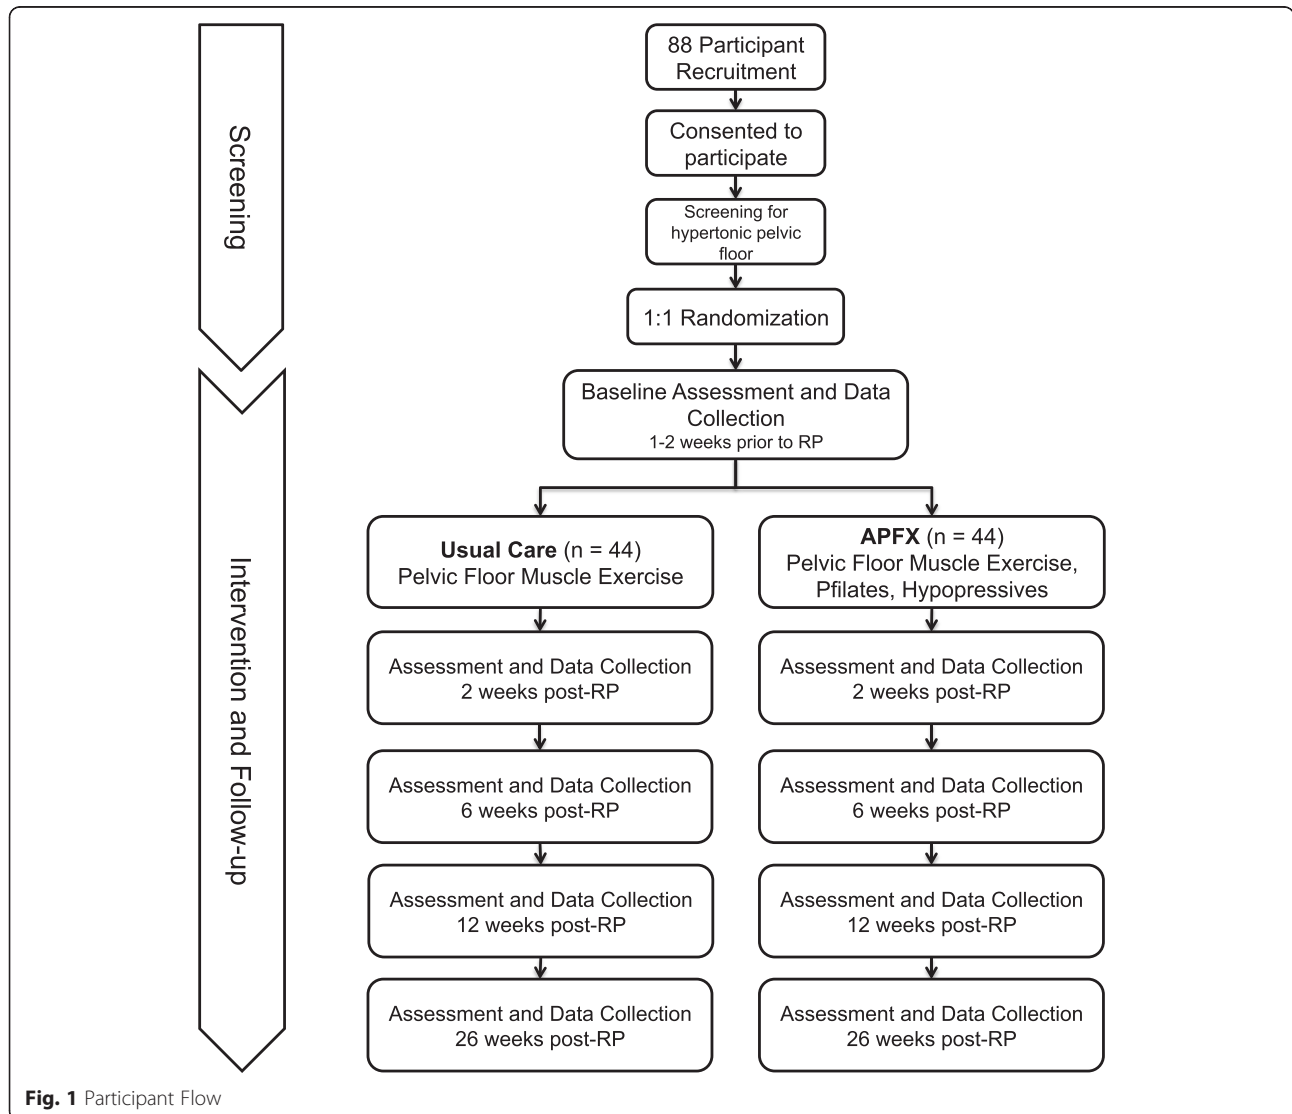 Screening
88 Participant
Recruitment
Consented to
participate
Screening for
hypertonic pelvic
floor
1:1 Randomization
Intervention and Follow-up
Baseline Assessment and Data
Collection
1-2 weeks prior to RP
Usual Care (n = 44)
Pelvic Floor Muscle Exercise
APFX (n = 44)
Pelvic Floor Muscle Exercise,
Pfilates, Hypopressives
Assessment and Data Collection
2 weeks post-RP
Assessment and Data Collection
2 weeks post-RP
Assessment and Data Collection
6 weeks post-RP
Assessment and Data Collection
6 weeks post-RP
Assessment and Data Collection
12 weeks post-RP
Assessment and Data Collection
12 weeks post-RP
Assessment and Data Collection
26 weeks post-RP
Assessment and Data Collection
26 weeks post-RP
Fig. 1 Participant Flow